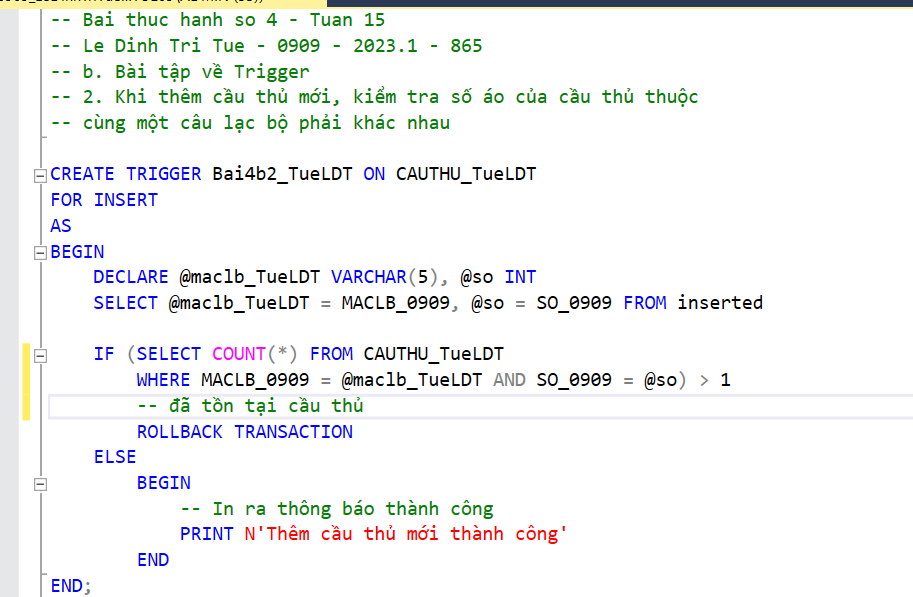 -- Bai thuc hanh so 4 - Tuan 15
-- Le Dinh Tri Tue - 0909 - 2023.1 - 865
-- b. Bài tập về Trigger
-- 2. Khi thêm cầu thủ mới, kiểm tra số áo của cầu thủ thuộc
-- cùng một câu lạc bộ phải khác nhau
CREATE TRIGGER Bai4b2_TueLDT ON CAUTHU_TueLDT
FOR INSERT
AS
BEGIN
DECLARE @maclb_TueLDT VARCHAR(5), @so INT
SELECT @maclb_TueLDT = MACLB_0909, @so = SO_0909 FROM inserted
IF (SELECT COUNT(*) FROM CAUTHU_TueLDT
WHERE MACLB_0909 = @maclb_TueLDT AND SO_0909 = @so) > 1
-- đã tồn tại cầu thủ
ROLLBACK TRANSACTION
ELSE
BEGIN
-- In ra thông báo thành công
PRINT N'Thêm cầu thủ mới thành công'
END
END;